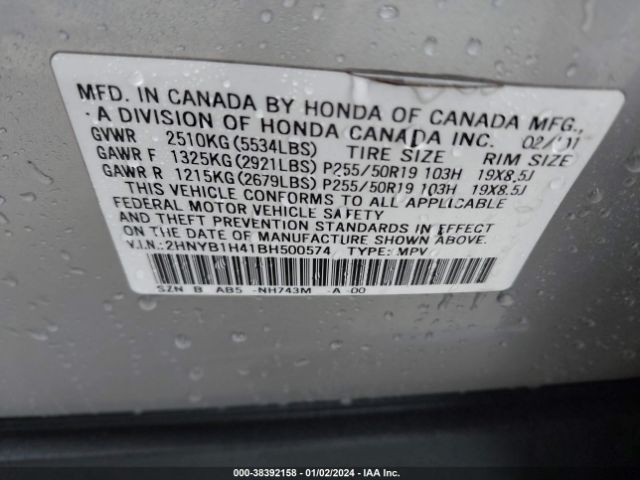 MFD. IN CANADA BY HONDA OF CANADA MFG.,
A DIVISION OF HONDA CANADA INC. 02/
GVWR 2510KG(5534LBS) TIRE SIZE RIM SIZE
GAWR F 1325KG(2921LBS) P255/50R19 103H 19X8.5J
GAWR R 1215KG(2679LBS) P255/50R19 103H 19X8.5J
THIS VEHICLE CONFORMS TO ALL APPLICABLE
FEDERAL MOTOR VEHICLE SAFETY
AND THEFT PREVENTION STANDARDS IN EFFECT
ON THE DATE OF MANUFACTURE SHOWN ABOVE.
V.I.N.:2HNYB1H41BH500574 TYPE: MPV
SZN B AB5 -NH743M -A -00
000-38392158 - 01/02/2024 - IAA Inc.